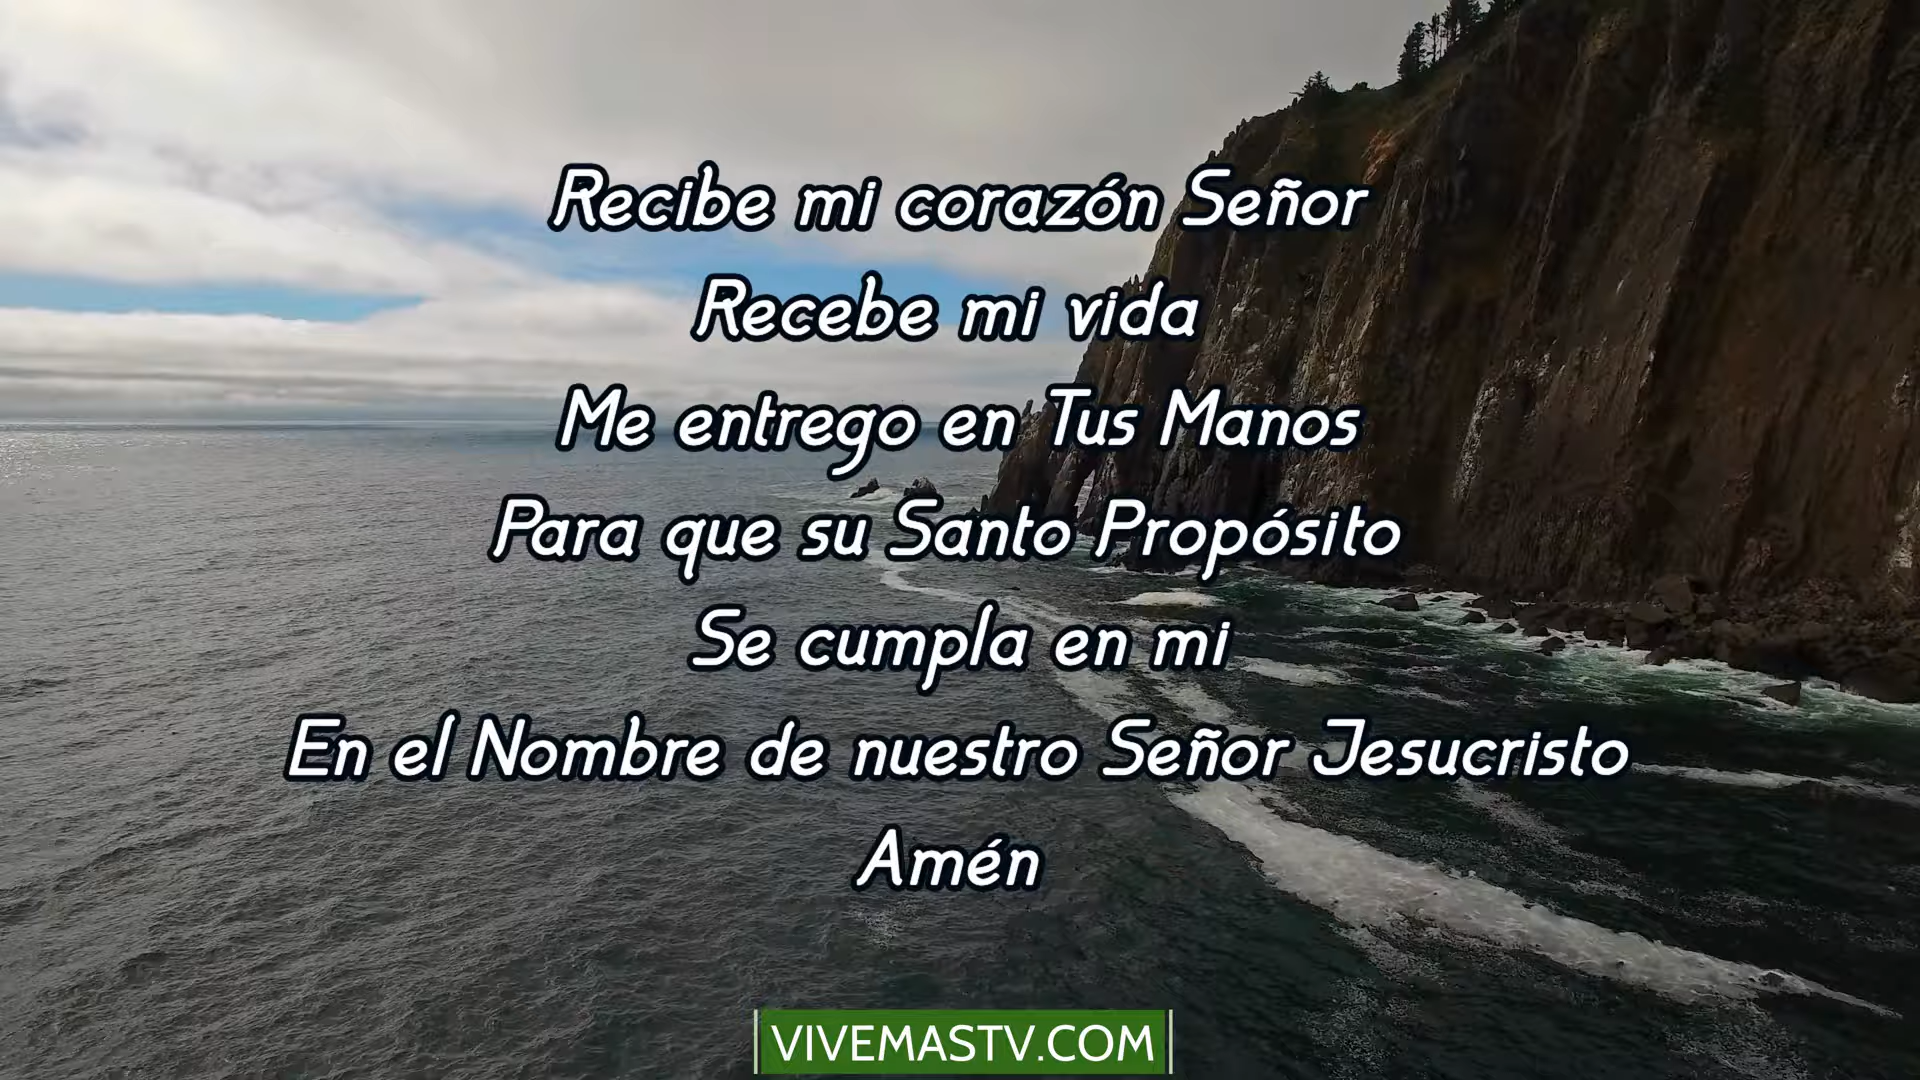 Recibe mi corazón Señor
Recebe mi vida
Me entrego en Tus Manos
Para que su Santo Propósito
Se cumpla en mi
En el Nombre de nuestro Señor Jesucristo
Amén
VIVEMASTV.COM